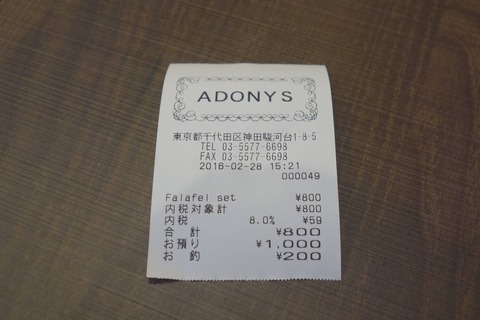 ADONYS
東京都千代田区神田駿河台1-8-5
TEL 03-5577-6698
FAX 03-5577-6698
2016-02-28 15:21
000049
Falafel set ¥800
内税対象計 ¥800
内税 8.0% ¥59
合 計 ¥800
お預り ¥1,000
お 釣 ¥200